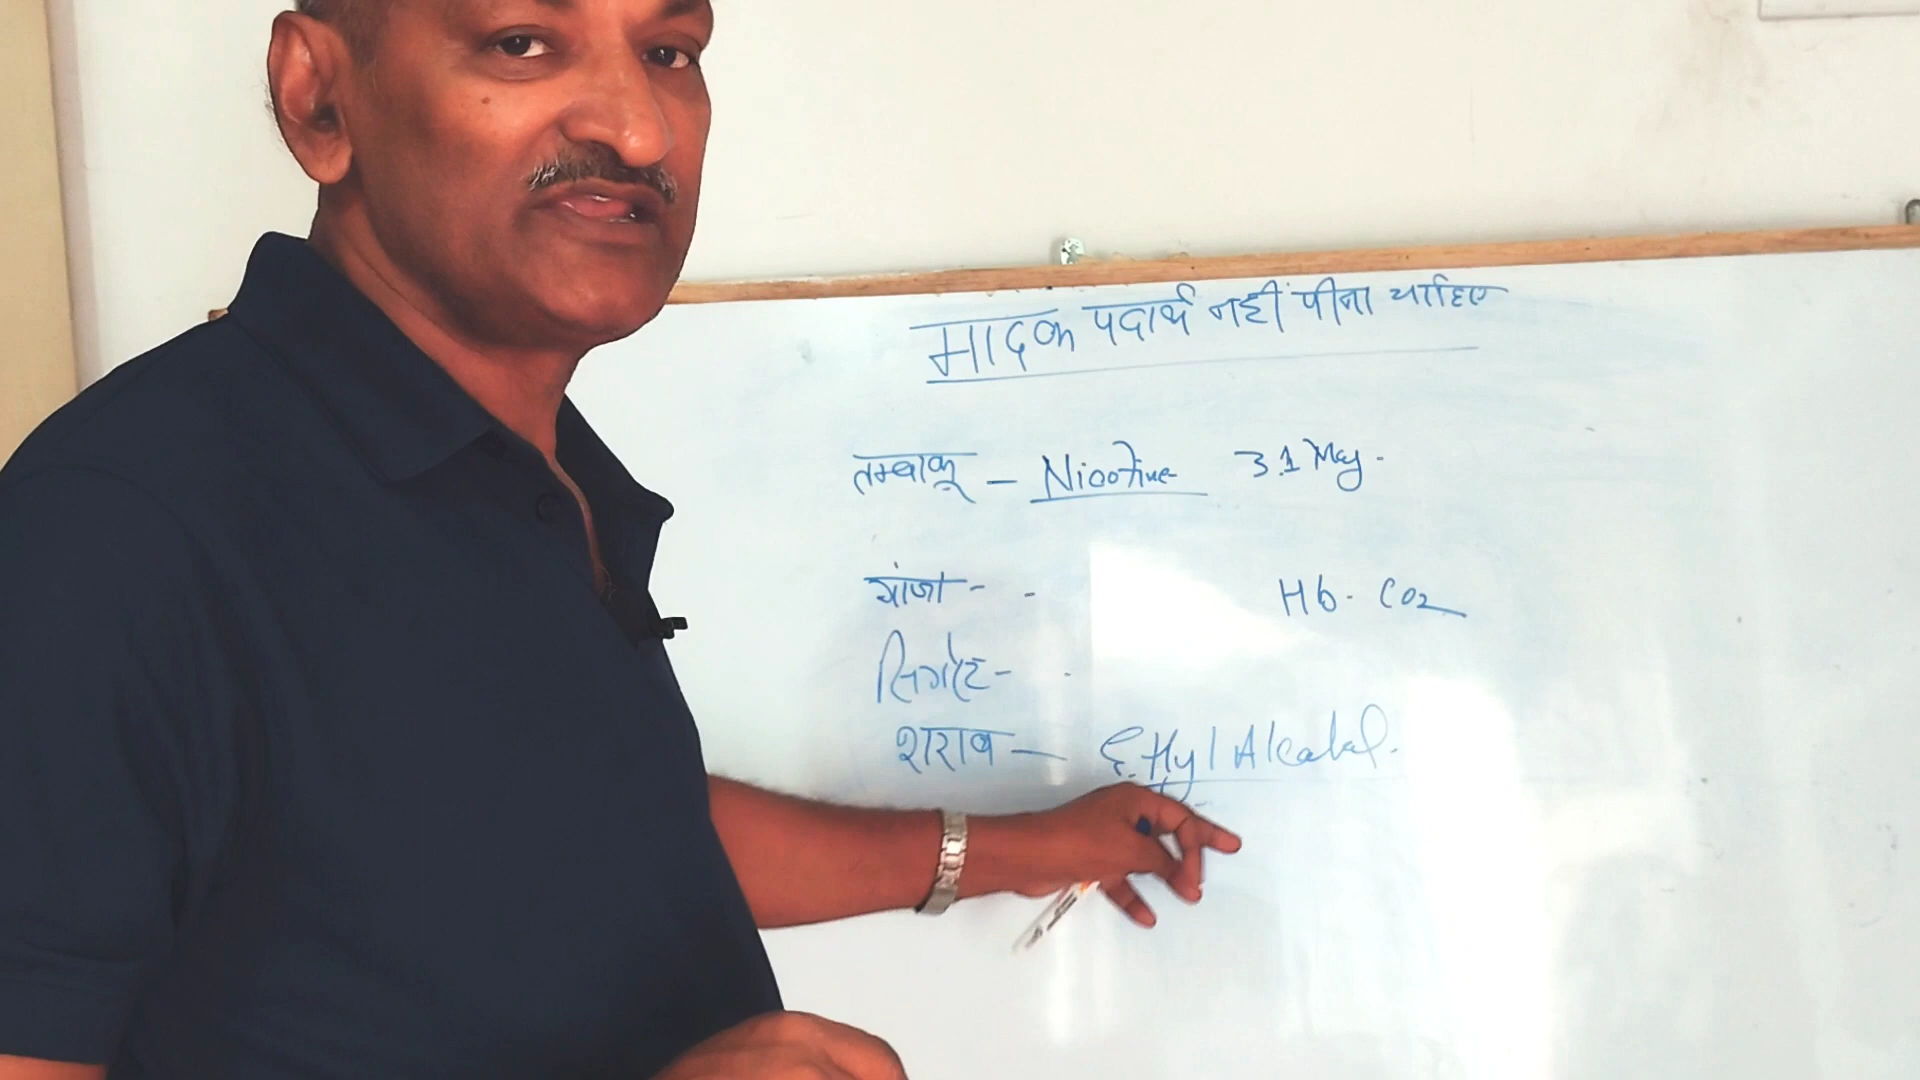 मादक पदार्थ नहीं पीना चाहिए
तम्बाकू - Nicotine 31 May.
गांजा - - Hb - CO2
सिगरेट - -
शराब - Ethyl Alcohol.